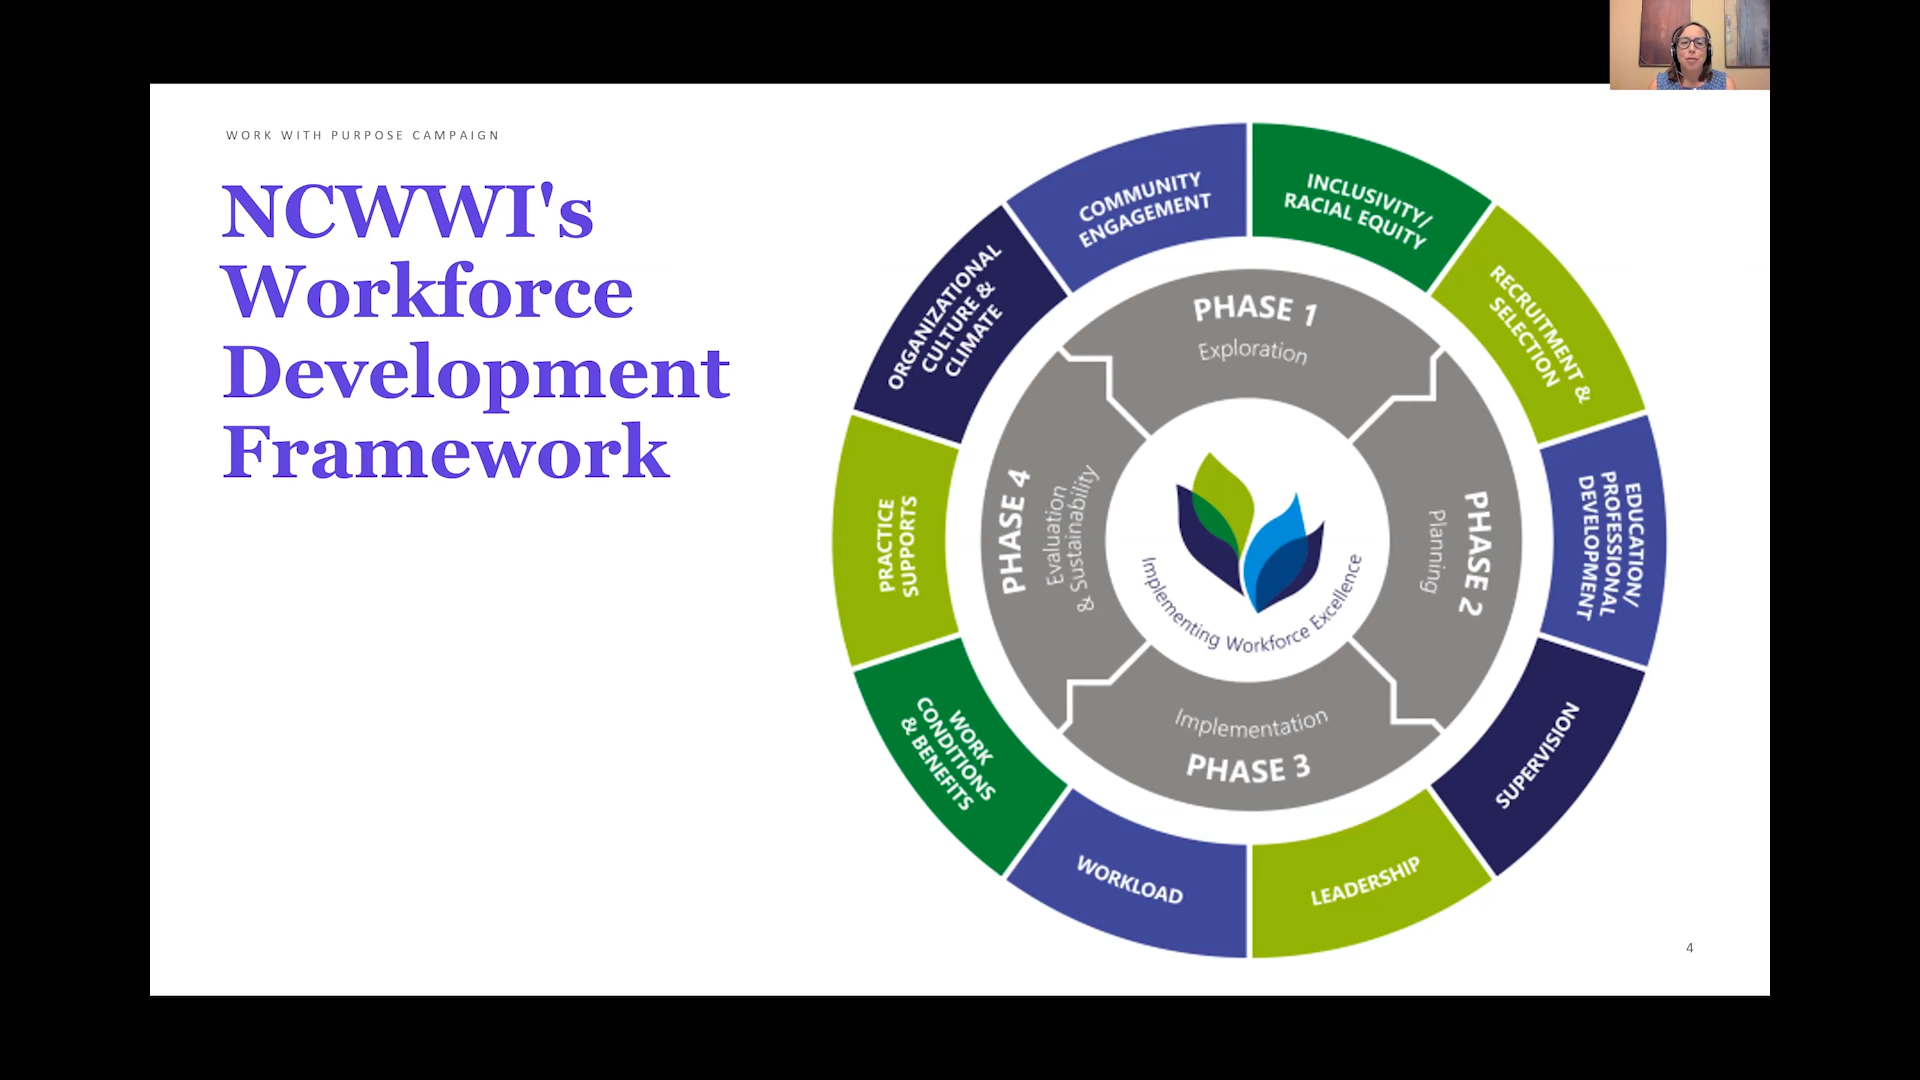 WORK WITH PURPOSE CAMPAIGN
NCWWI's
Workforce
Development
Framework
COMMUNITY
ENGAGEMENT
INCLUSIVITY/
RACIAL EQUITY
RECRUITMENT &
SELECTION
EDUCATION/
PROFESSIONAL
DEVELOPMENT
SUPERVISION
LEADERSHIP
WORKLOAD
WORK
CONDITIONS
& BENEFITS
PRACTICE
SUPPORTS
ORGANIZATIONAL
CULTURE &
CLIMATE
PHASE 1
Exploration
PHASE 2
Planning
Implementation
PHASE 3
PHASE 4
Evaluation
& Sustainability
Implementing Workforce Excellence
4